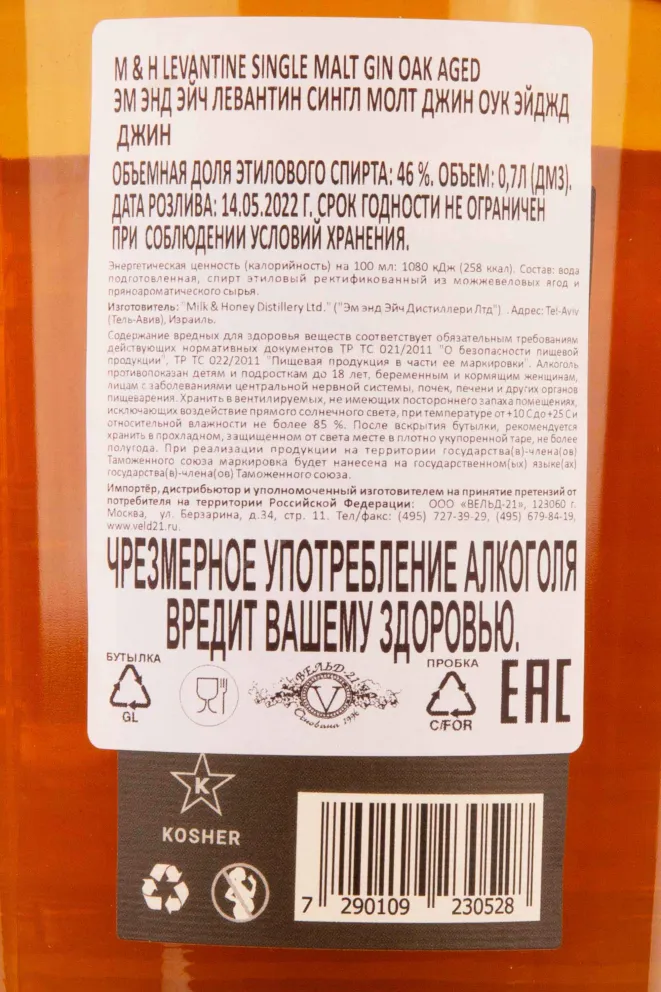 M & H LEVANTINE SINGLE MALT GIN OAK AGED
ЭМ ЭНД ЭЙЧ ЛЕВАНТИН СИНГЛ МОЛТ ДЖИН ОУК ЭЙДЖД
ДЖИН
ОБЪЕМНАЯ ДОЛЯ ЭТИЛОВОГО СПИРТА: 46 %. ОБЪЕМ: 0,7Л (ДМ3).
ДАТА РОЗЛИВА: 14.05.2022 Г. СРОК ГОДНОСТИ НЕ ОГРАНИЧЕН
ПРИ СОБЛЮДЕНИИ УСЛОВИЙ ХРАНЕНИЯ.
Энергетическая ценность (калорийность) на 100 мл: 1080 кДж (258 ккал). Состав: вода
подготовленная, спирт этиловый ректификованный из можжевеловых ягод и
пряноароматического сырья.
Изготовитель: "Milk & Honey Distillery Ltd." ("Эм энд Эйч Дистиллери Лтд") . Адрес: Tel-Aviv
(Тель-Авив), Израиль.
Содержание вредных для здоровья веществ соответствует обязательным требованиям
действующих нормативных документов ТР ТС 021/2011 "О безопасности пищевой
продукции", ТР ТС 022/2011 "Пищевая продукция в части ее маркировки". Алкоголь
противопоказан детям и подросткам до 18 лет, беременным и кормящим женщинам,
лицам с заболеваниями центральной нервной системы, почек, печени и других органов
пищеварения. Хранить в вентилируемых, не имеющих постороннего запаха помещениях,
исключающих воздействие прямого солнечного света, при температуре от +10 С до +25 С и
относительной влажности не более 85 %. После вскрытия бутылки, рекомендуется
хранить в прохладном, защищенном от света месте в плотно укупоренной таре, не более
полугода. При реализации продукции на территории государства(в)-члена(ов)
Таможенного союза маркировка будет нанесена на государственном(ых) языке(ах)
государства(в)-члена(ов) Таможенного союза.
Импортёр, дистрибьютор и уполномоченный изготовителем на принятие претензий от
потребителя на территории Российской Федерации: ООО «ВЕЛЬД-21», 123060 г.
Москва, ул. Берзарина, д.34, стр. 11. Тел/факс: (495) 727-39-29, (495) 679-84-19,
www.veld21.ru.
ЧРЕЗМЕРНОЕ УПОТРЕБЛЕНИЕ АЛКОГОЛЯ
ВРЕДИТ ВАШЕМУ ЗДОРОВЬЮ.
БУТЫЛКА
GL
ВЕЛЬД-21
V
Основана 1996
ПРОБКА
C/FOR
EAC
K
KOSHER
7 290109 230528